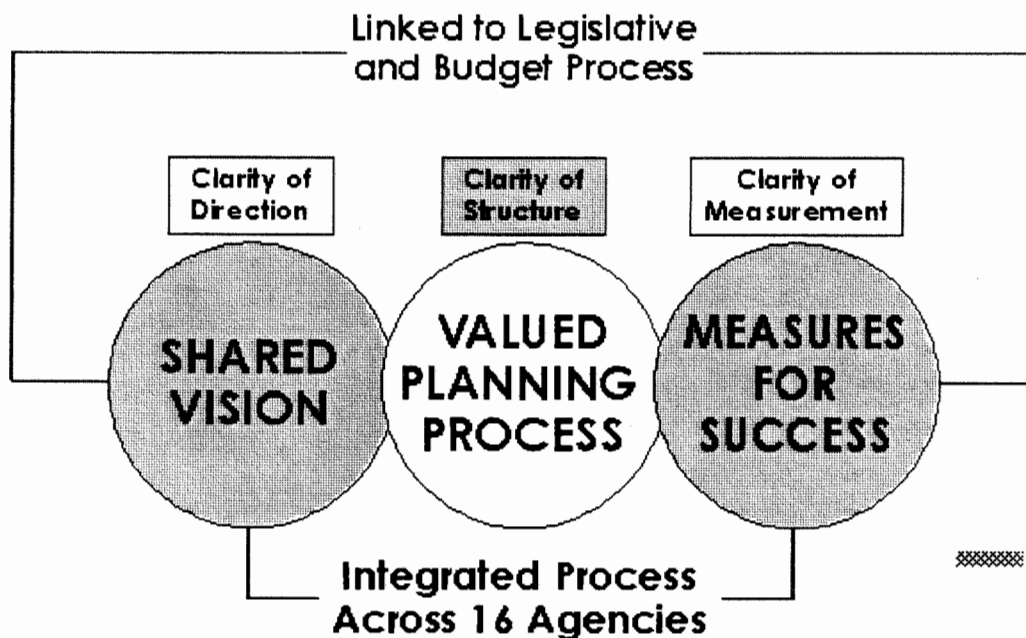 Linked to Legislative
and Budget Process
Clarity of
Direction
Clarity of
Structure
Clarity of
Measurement
SHARED
VISION
VALUED
PLANNING
PROCESS
MEASURES
FOR
SUCCESS
Integrated Process
Across 16 Agencies